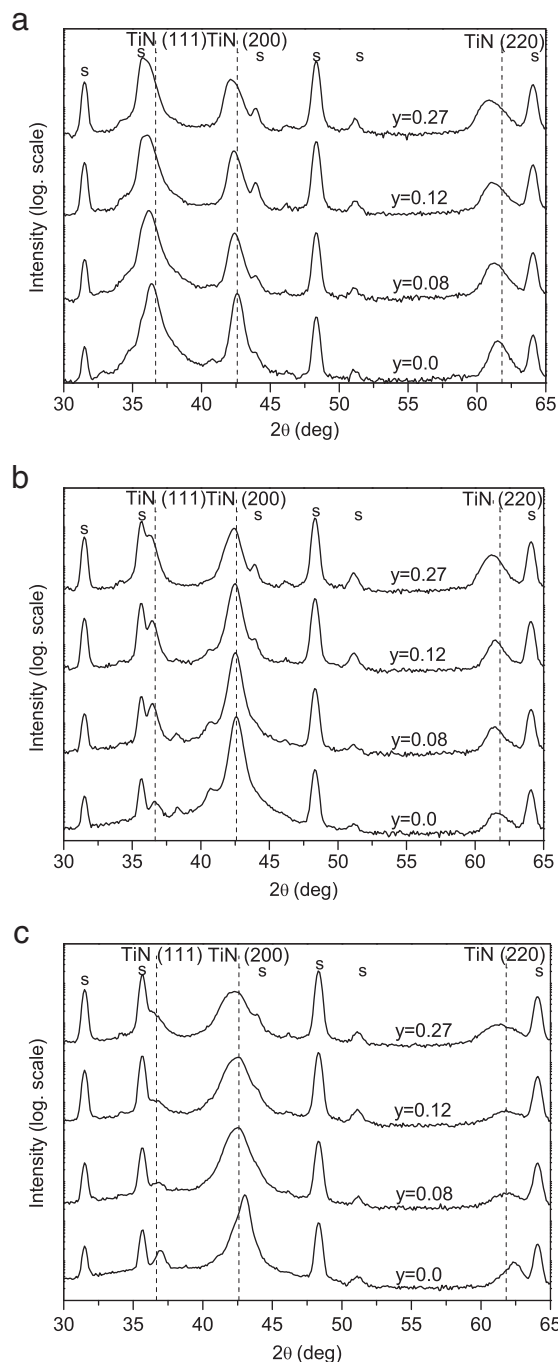 a
TiN (111) TiN (200) TiN (220)
s s s s s s
y=0.27
y=0.12
y=0.08
y=0.0
Intensity (log. scale)
30 35 40 45 50 55 60 65
2θ (deg)
b
TiN (111) TiN (200) TiN (220)
s s s s s s
y=0.27
y=0.12
y=0.08
y=0.0
Intensity (log. scale)
30 35 40 45 50 55 60 65
2θ (deg)
c
TiN (111) TiN (200) TiN (220)
s s s s s s
y=0.27
y=0.12
y=0.08
y=0.0
Intensity (log. scale)
30 35 40 45 50 55 60 65
2θ (deg)